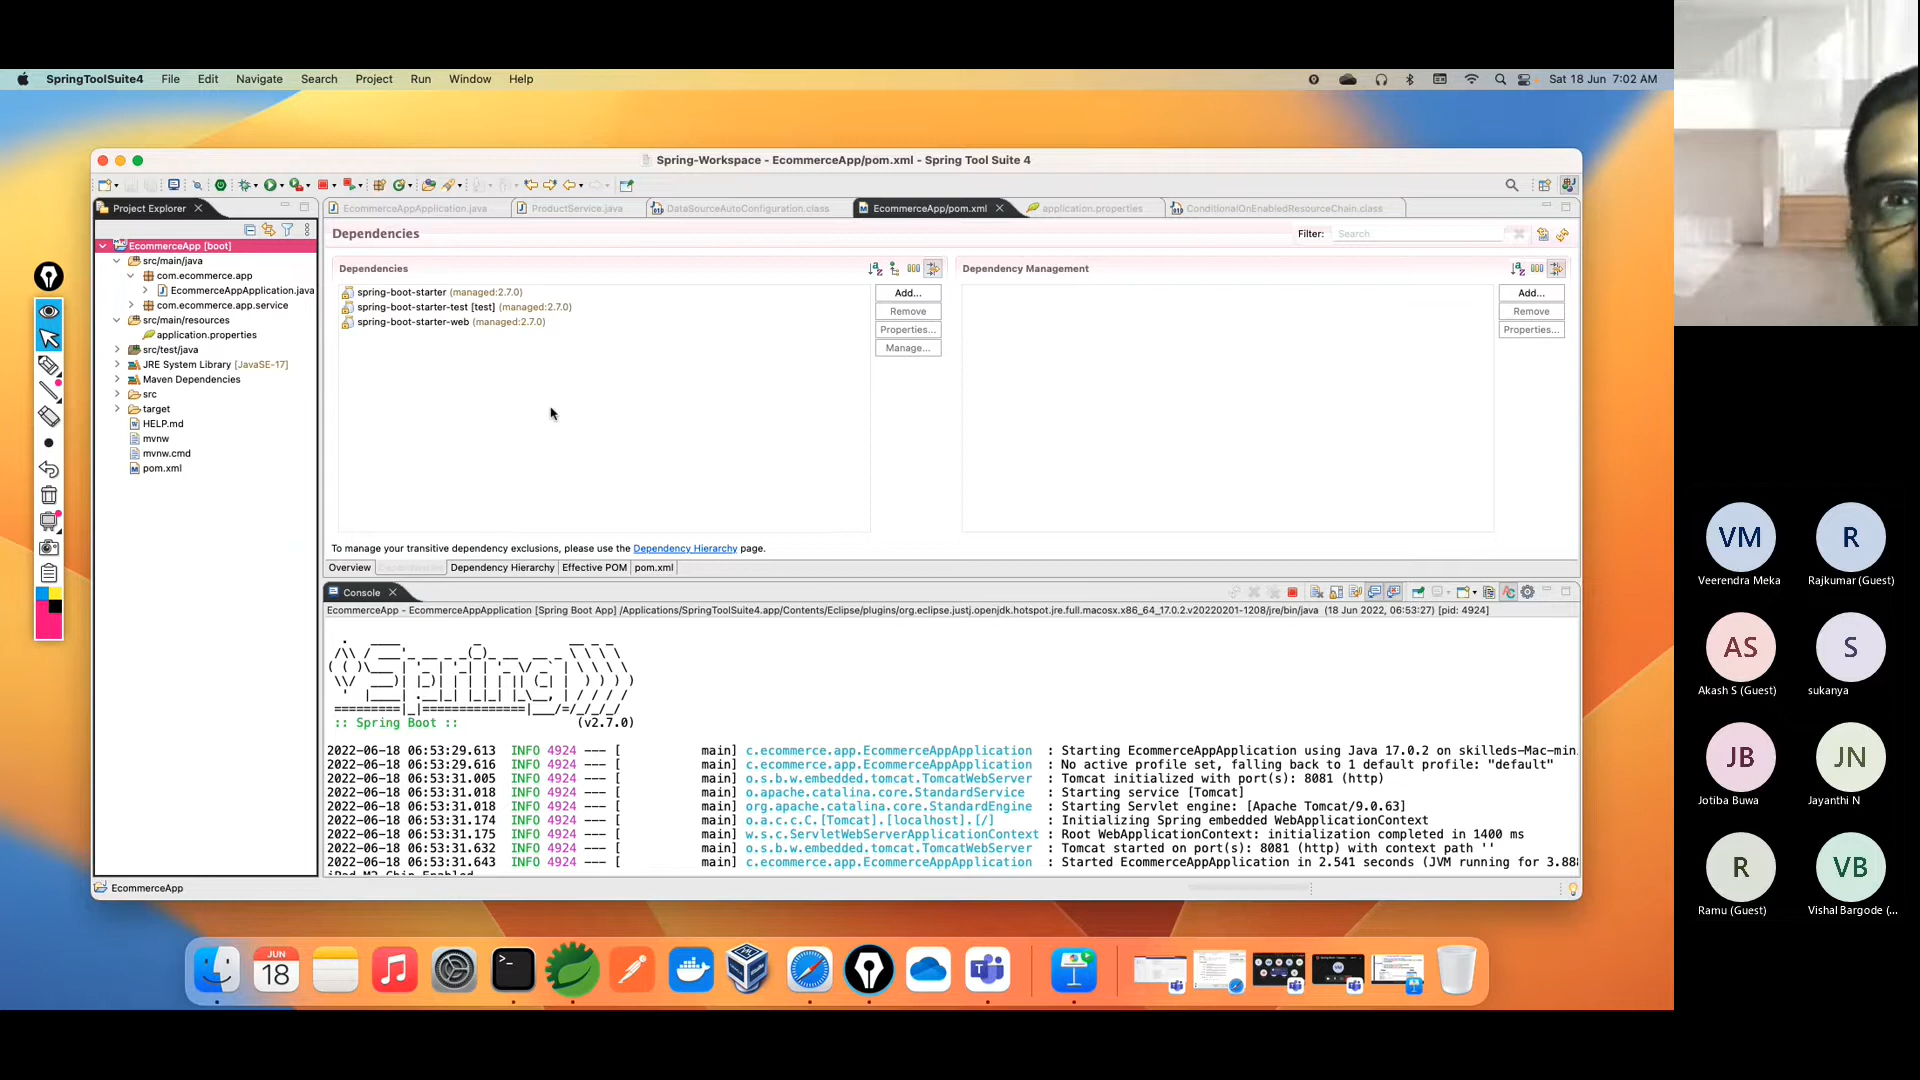 SpringToolSuite4 File Edit Navigate Search Project Run Window Help Sat 18 Jun 7:02 AM
Spring-Workspace - EcommerceApp/pom.xml - Spring Tool Suite 4
Project Explorer
EcommerceAppApplication.java ProductService.java DataSourceAutoConfiguration.class EcommerceApp/pom.xml application.properties ConditionalOnEnabledResourceChain.class
EcommerceApp [boot]
src/main/java
com.ecommerce.app
EcommerceAppApplication.java
com.ecommerce.app.service
src/main/resources
application.properties
src/test/java
JRE System Library [JavaSE-17]
Maven Dependencies
src
target
HELP.md
mvnw
mvnw.cmd
pom.xml
Dependencies
Filter: Search
Dependencies
spring-boot-starter (managed:2.7.0)
spring-boot-starter-test [test] (managed:2.7.0)
spring-boot-starter-web (managed:2.7.0)
Add...
Remove
Properties...
Manage...
Dependency Management
Add...
Remove
Properties...
To manage your transitive dependency exclusions, please use the Dependency Hierarchy page.
Overview Dependencies Dependency Hierarchy Effective POM pom.xml
Console
EcommerceApp - EcommerceAppApplication [Spring Boot App] /Applications/SpringToolSuite4.app/Contents/Eclipse/plugins/org.eclipse.justj.openjdk.hotspot.jre.full.macosx.x86_64_17.0.2.v20220201-1208/jre/bin/java (18 Jun 2022, 06:53:27) [pid: 4924]
Spring
:: Spring Boot :: (v2.7.0)
2022-06-18 06:53:29.613 INFO 4924 --- [ main] c.ecommerce.app.EcommerceAppApplication : Starting EcommerceAppApplication using Java 17.0.2 on skilleds-Mac-min
2022-06-18 06:53:29.616 INFO 4924 --- [ main] c.ecommerce.app.EcommerceAppApplication : No active profile set, falling back to 1 default profile: "default"
2022-06-18 06:53:31.005 INFO 4924 --- [ main] o.s.b.w.embedded.tomcat.TomcatWebServer : Tomcat initialized with port(s): 8081 (http)
2022-06-18 06:53:31.018 INFO 4924 --- [ main] o.apache.catalina.core.StandardService : Starting service [Tomcat]
2022-06-18 06:53:31.018 INFO 4924 --- [ main] org.apache.catalina.core.StandardEngine : Starting Servlet engine: [Apache Tomcat/9.0.63]
2022-06-18 06:53:31.174 INFO 4924 --- [ main] o.a.c.c.C.[Tomcat].[localhost].[/] : Initializing Spring embedded WebApplicationContext
2022-06-18 06:53:31.175 INFO 4924 --- [ main] w.s.c.ServletWebServerApplicationContext : Root WebApplicationContext: initialization completed in 1400 ms
2022-06-18 06:53:31.632 INFO 4924 --- [ main] o.s.b.w.embedded.tomcat.TomcatWebServer : Tomcat started on port(s): 8081 (http) with context path ''
2022-06-18 06:53:31.643 INFO 4924 --- [ main] c.ecommerce.app.EcommerceAppApplication : Started EcommerceAppApplication in 2.541 seconds (JVM running for 3.88
iPad M2 Chip Enabled
EcommerceApp
JUN
18
VM
Veerendra Meka
R
Rajkumar (Guest)
AS
Akash S (Guest)
S
sukanya
JB
Jotiba Buwa
JN
Jayanthi N
R
Ramu (Guest)
VB
Vishal Bargode (...